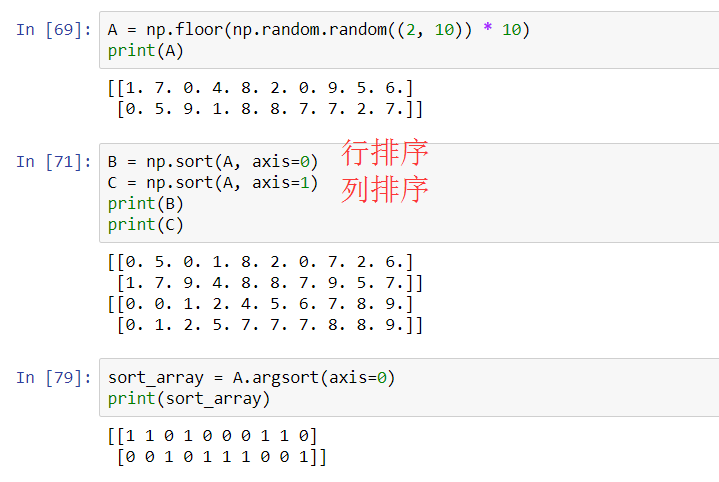 In [69]: A = np.floor(np.random.random((2, 10)) * 10)
print(A)
[[1. 7. 0. 4. 8. 2. 0. 9. 5. 6.]
[0. 5. 9. 1. 8. 8. 7. 7. 2. 7.]]
In [71]: B = np.sort(A, axis=0) 行排序
C = np.sort(A, axis=1) 列排序
print(B)
print(C)
[[0. 5. 0. 1. 8. 2. 0. 7. 2. 6.]
[1. 7. 9. 4. 8. 8. 7. 9. 5. 7.]]
[[0. 0. 1. 2. 4. 5. 6. 7. 8. 9.]
[0. 1. 2. 5. 7. 7. 7. 8. 8. 9.]]
In [79]: sort_array = A.argsort(axis=0)
print(sort_array)
[[1 1 0 1 0 0 0 1 1 0]
[0 0 1 0 1 1 1 0 0 1]]